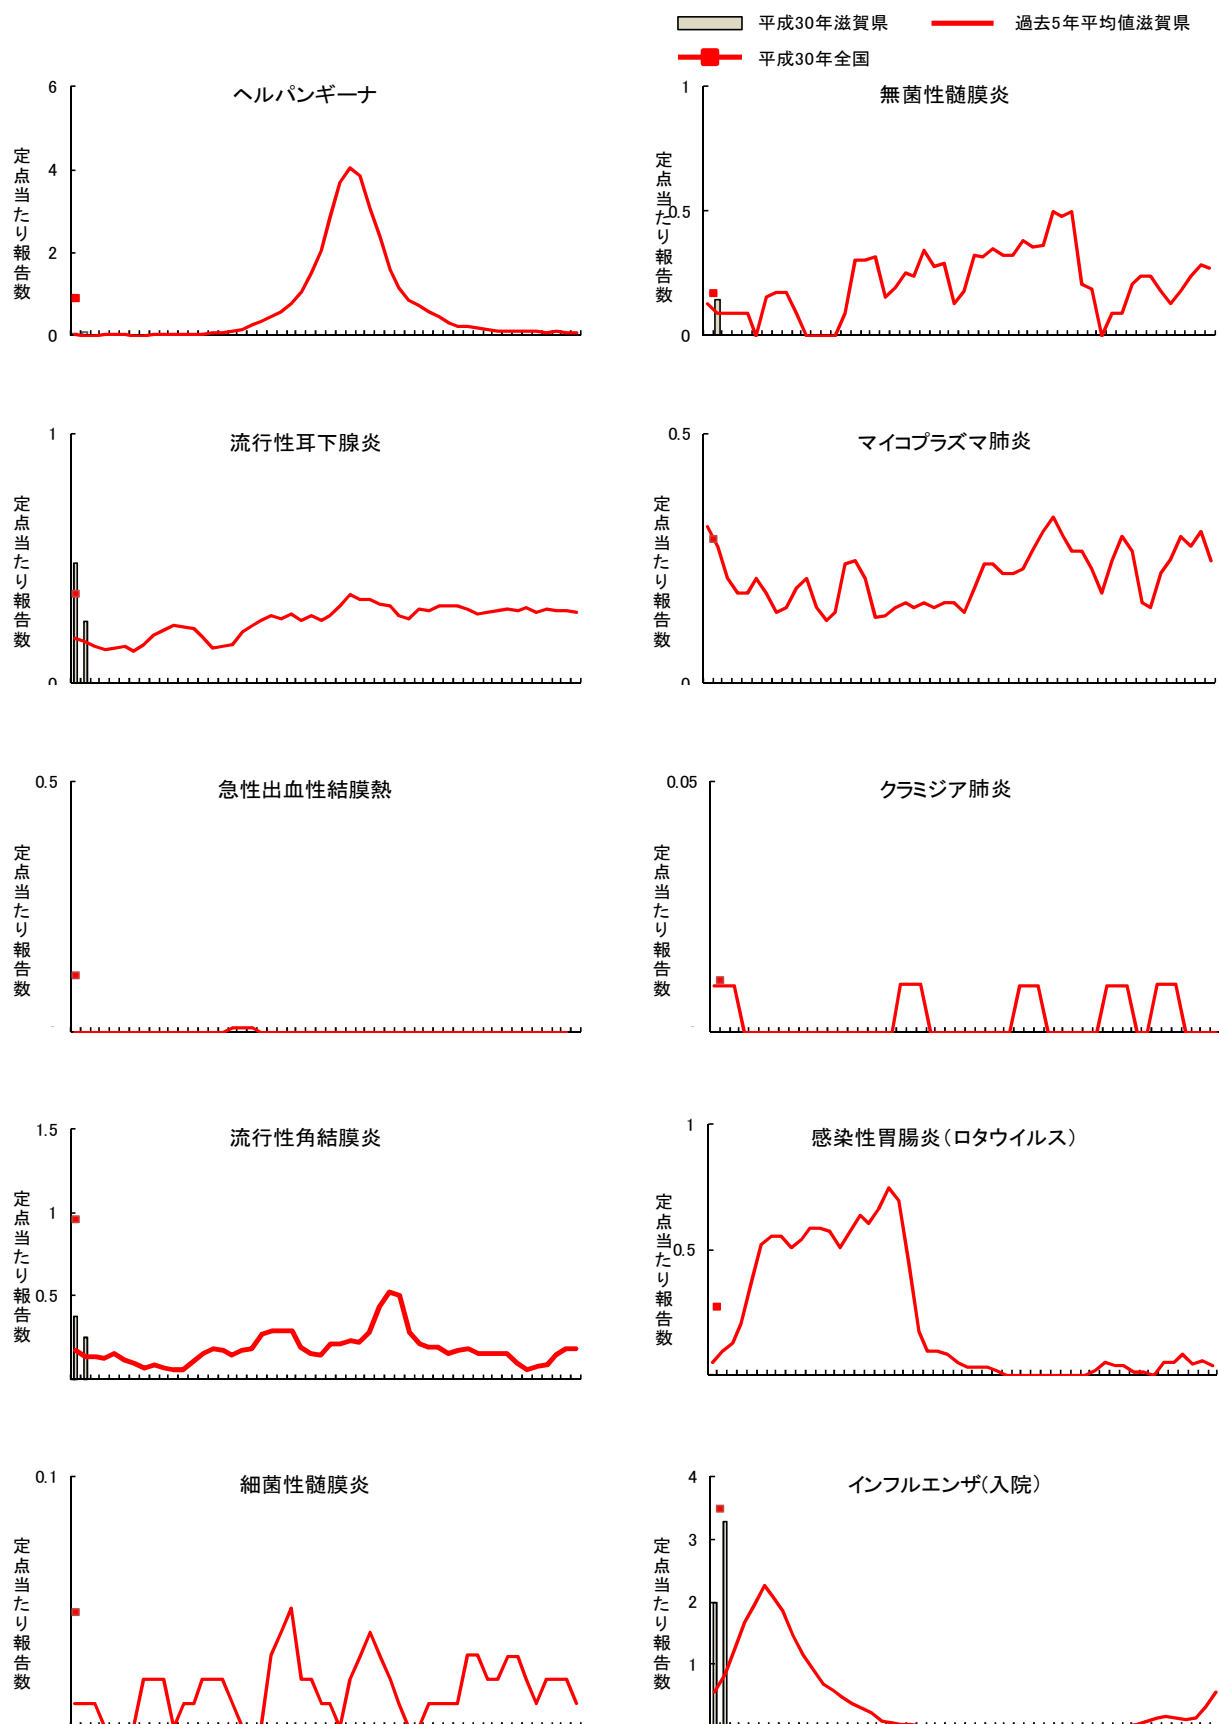 平成30年滋賀県
過去5年平均値滋賀県
平成30年全国
ヘルパンギーナ
定点当たり報告数
6
4
2
0
無菌性髄膜炎
定点当たり報告数
1
0.5
0
流行性耳下腺炎
定点当たり報告数
1
0
マイコプラズマ肺炎
定点当たり報告数
0.5
0
急性出血性結膜熱
定点当たり報告数
0.5
クラミジア肺炎
定点当たり報告数
0.05
流行性角結膜炎
定点当たり報告数
1.5
1
0.5
感染性胃腸炎（ロタウイルス）
定点当たり報告数
1
0.5
細菌性髄膜炎
定点当たり報告数
0.1
インフルエンザ(入院)
定点当たり報告数
4
3
2
1